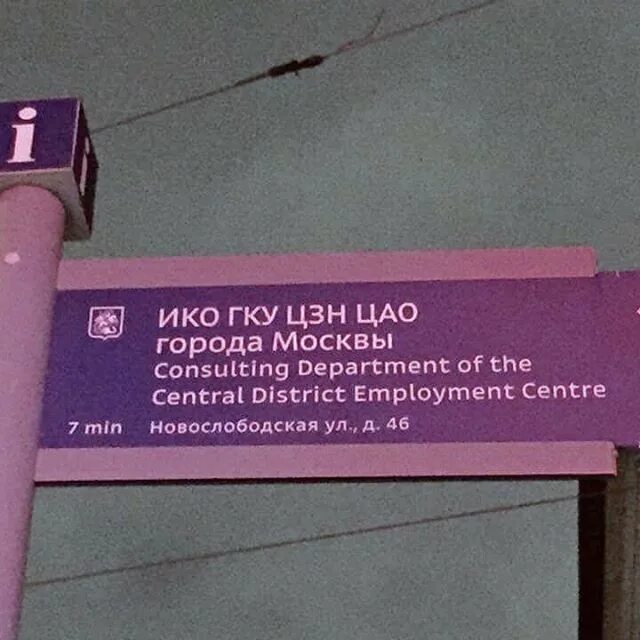 i
ИКО ГКУ ЦЗН ЦАО
города Москвы
Consulting Department of the
Central District Employment Centre
7 min Новослободская ул., д. 46